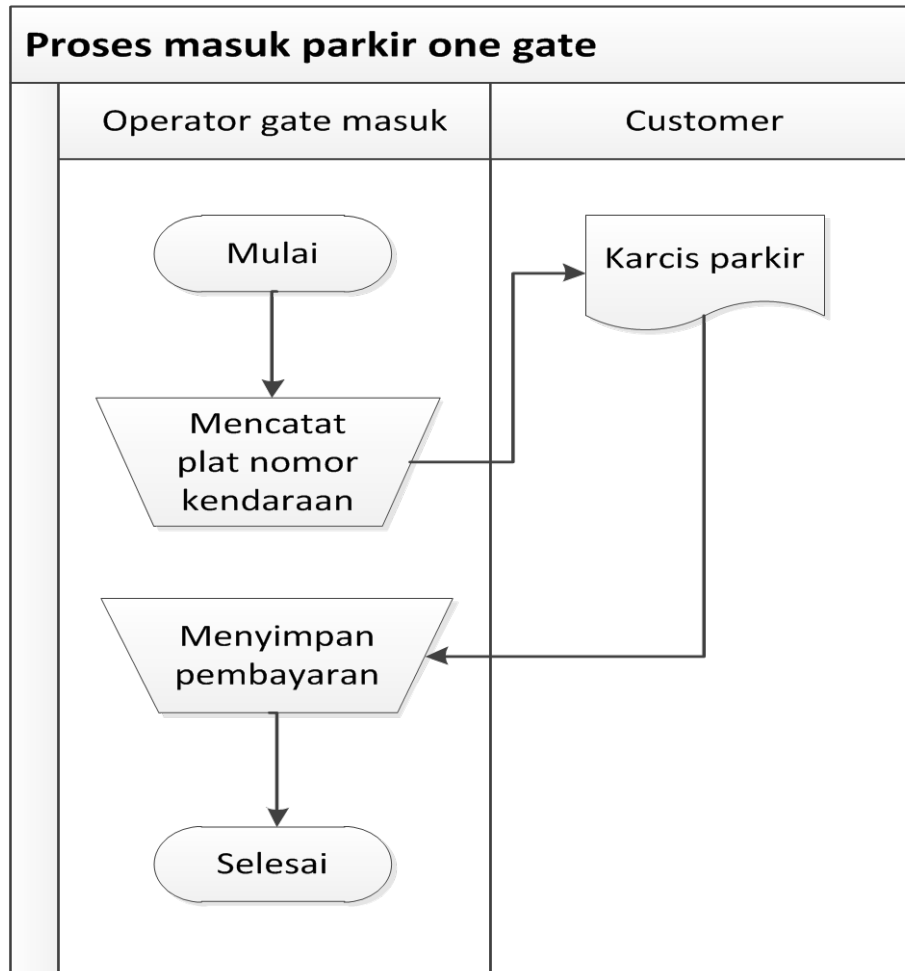 Proses masuk parkir one gate
Operator gate masuk
Customer
Mulai
Karcis parkir
Mencatat
plat nomor
kendaraan
Menyimpan
pembayaran
Selesai